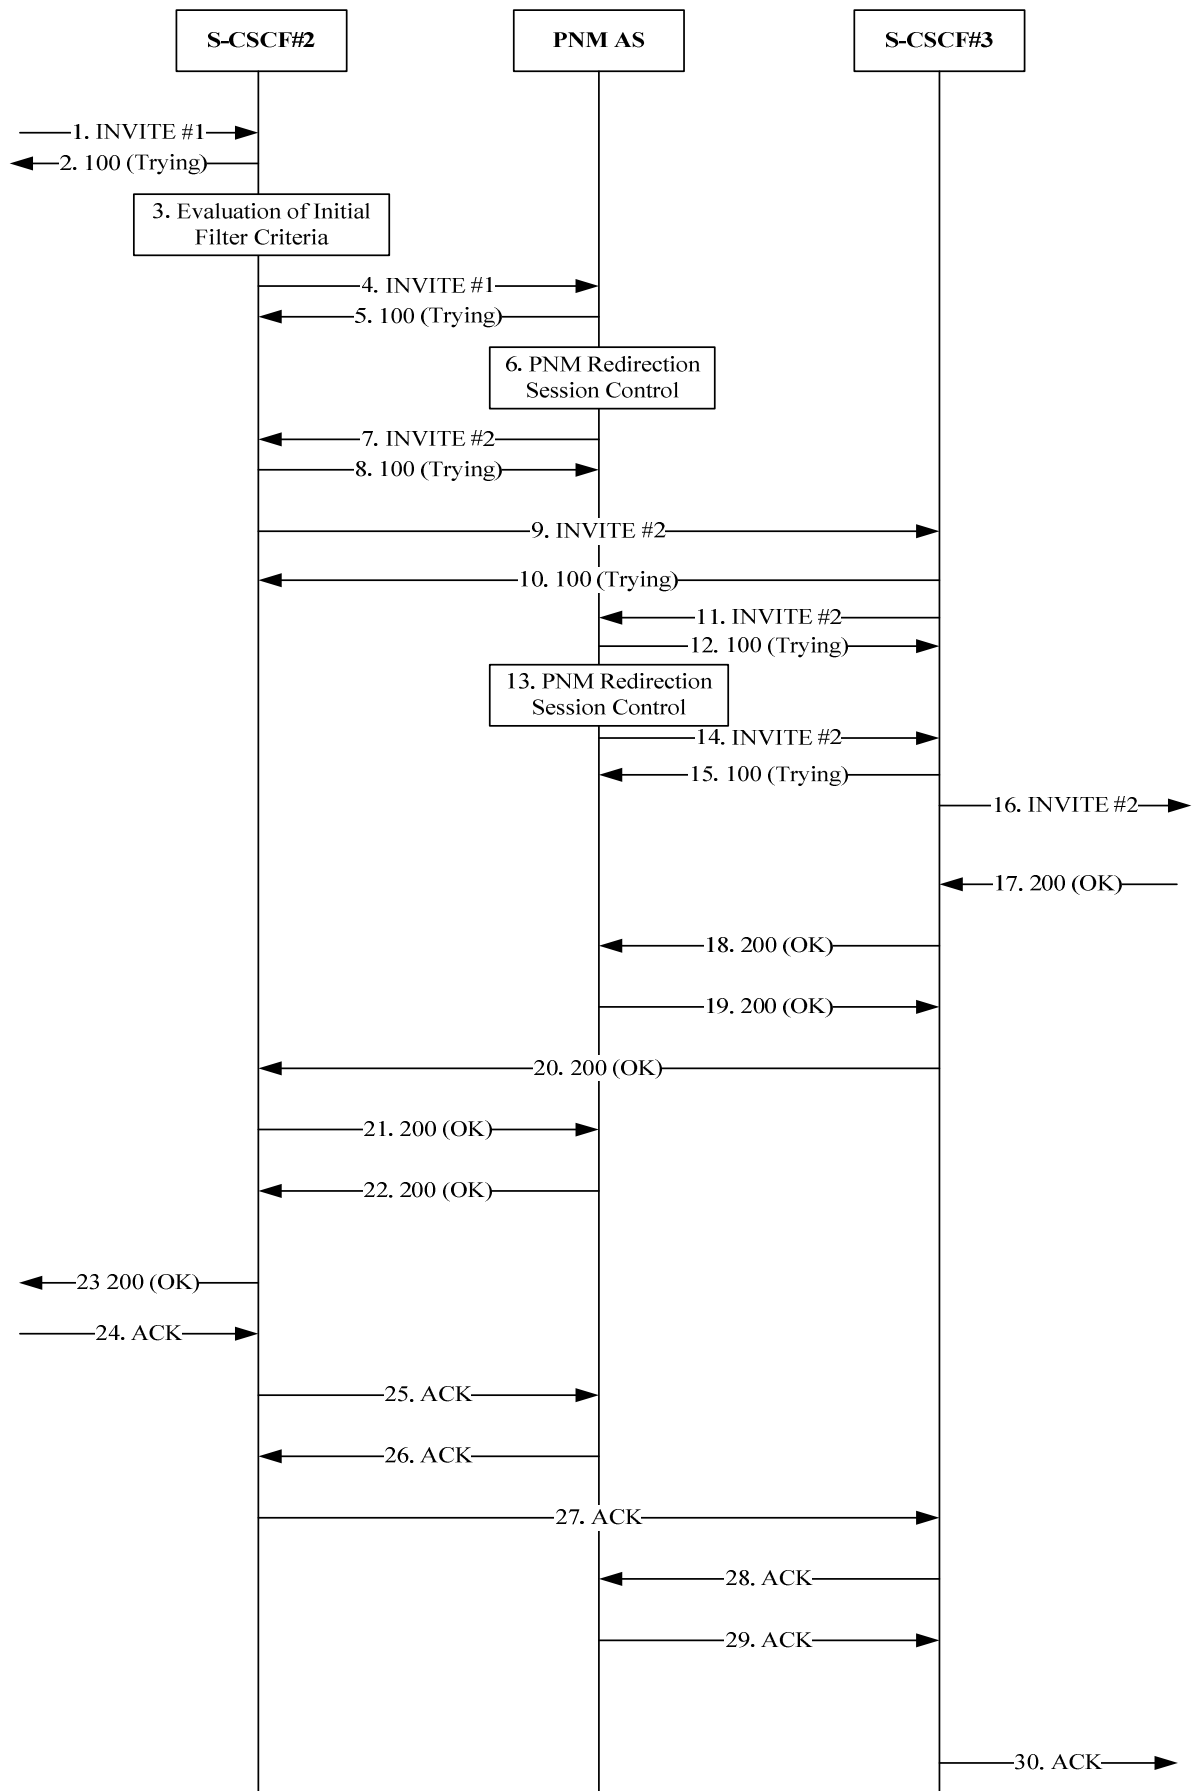 S-CSCF#2
PNM AS
S-CSCF#3
1. INVITE #1
2. 100 (Trying)
3. Evaluation of Initial
Filter Criteria
4. INVITE #1
5. 100 (Trying)
6. PNM Redirection
Session Control
7. INVITE #2
8. 100 (Trying)
9. INVITE #2
10. 100 (Trying)
11. INVITE #2
12. 100 (Trying)
13. PNM Redirection
Session Control
14. INVITE #2
15. 100 (Trying)
16. INVITE #2
17. 200 (OK)
18. 200 (OK)
19. 200 (OK)
20. 200 (OK)
21. 200 (OK)
22. 200 (OK)
23 200 (OK)
24. ACK
25. ACK
26. ACK
27. ACK
28. ACK
29. ACK
30. ACK